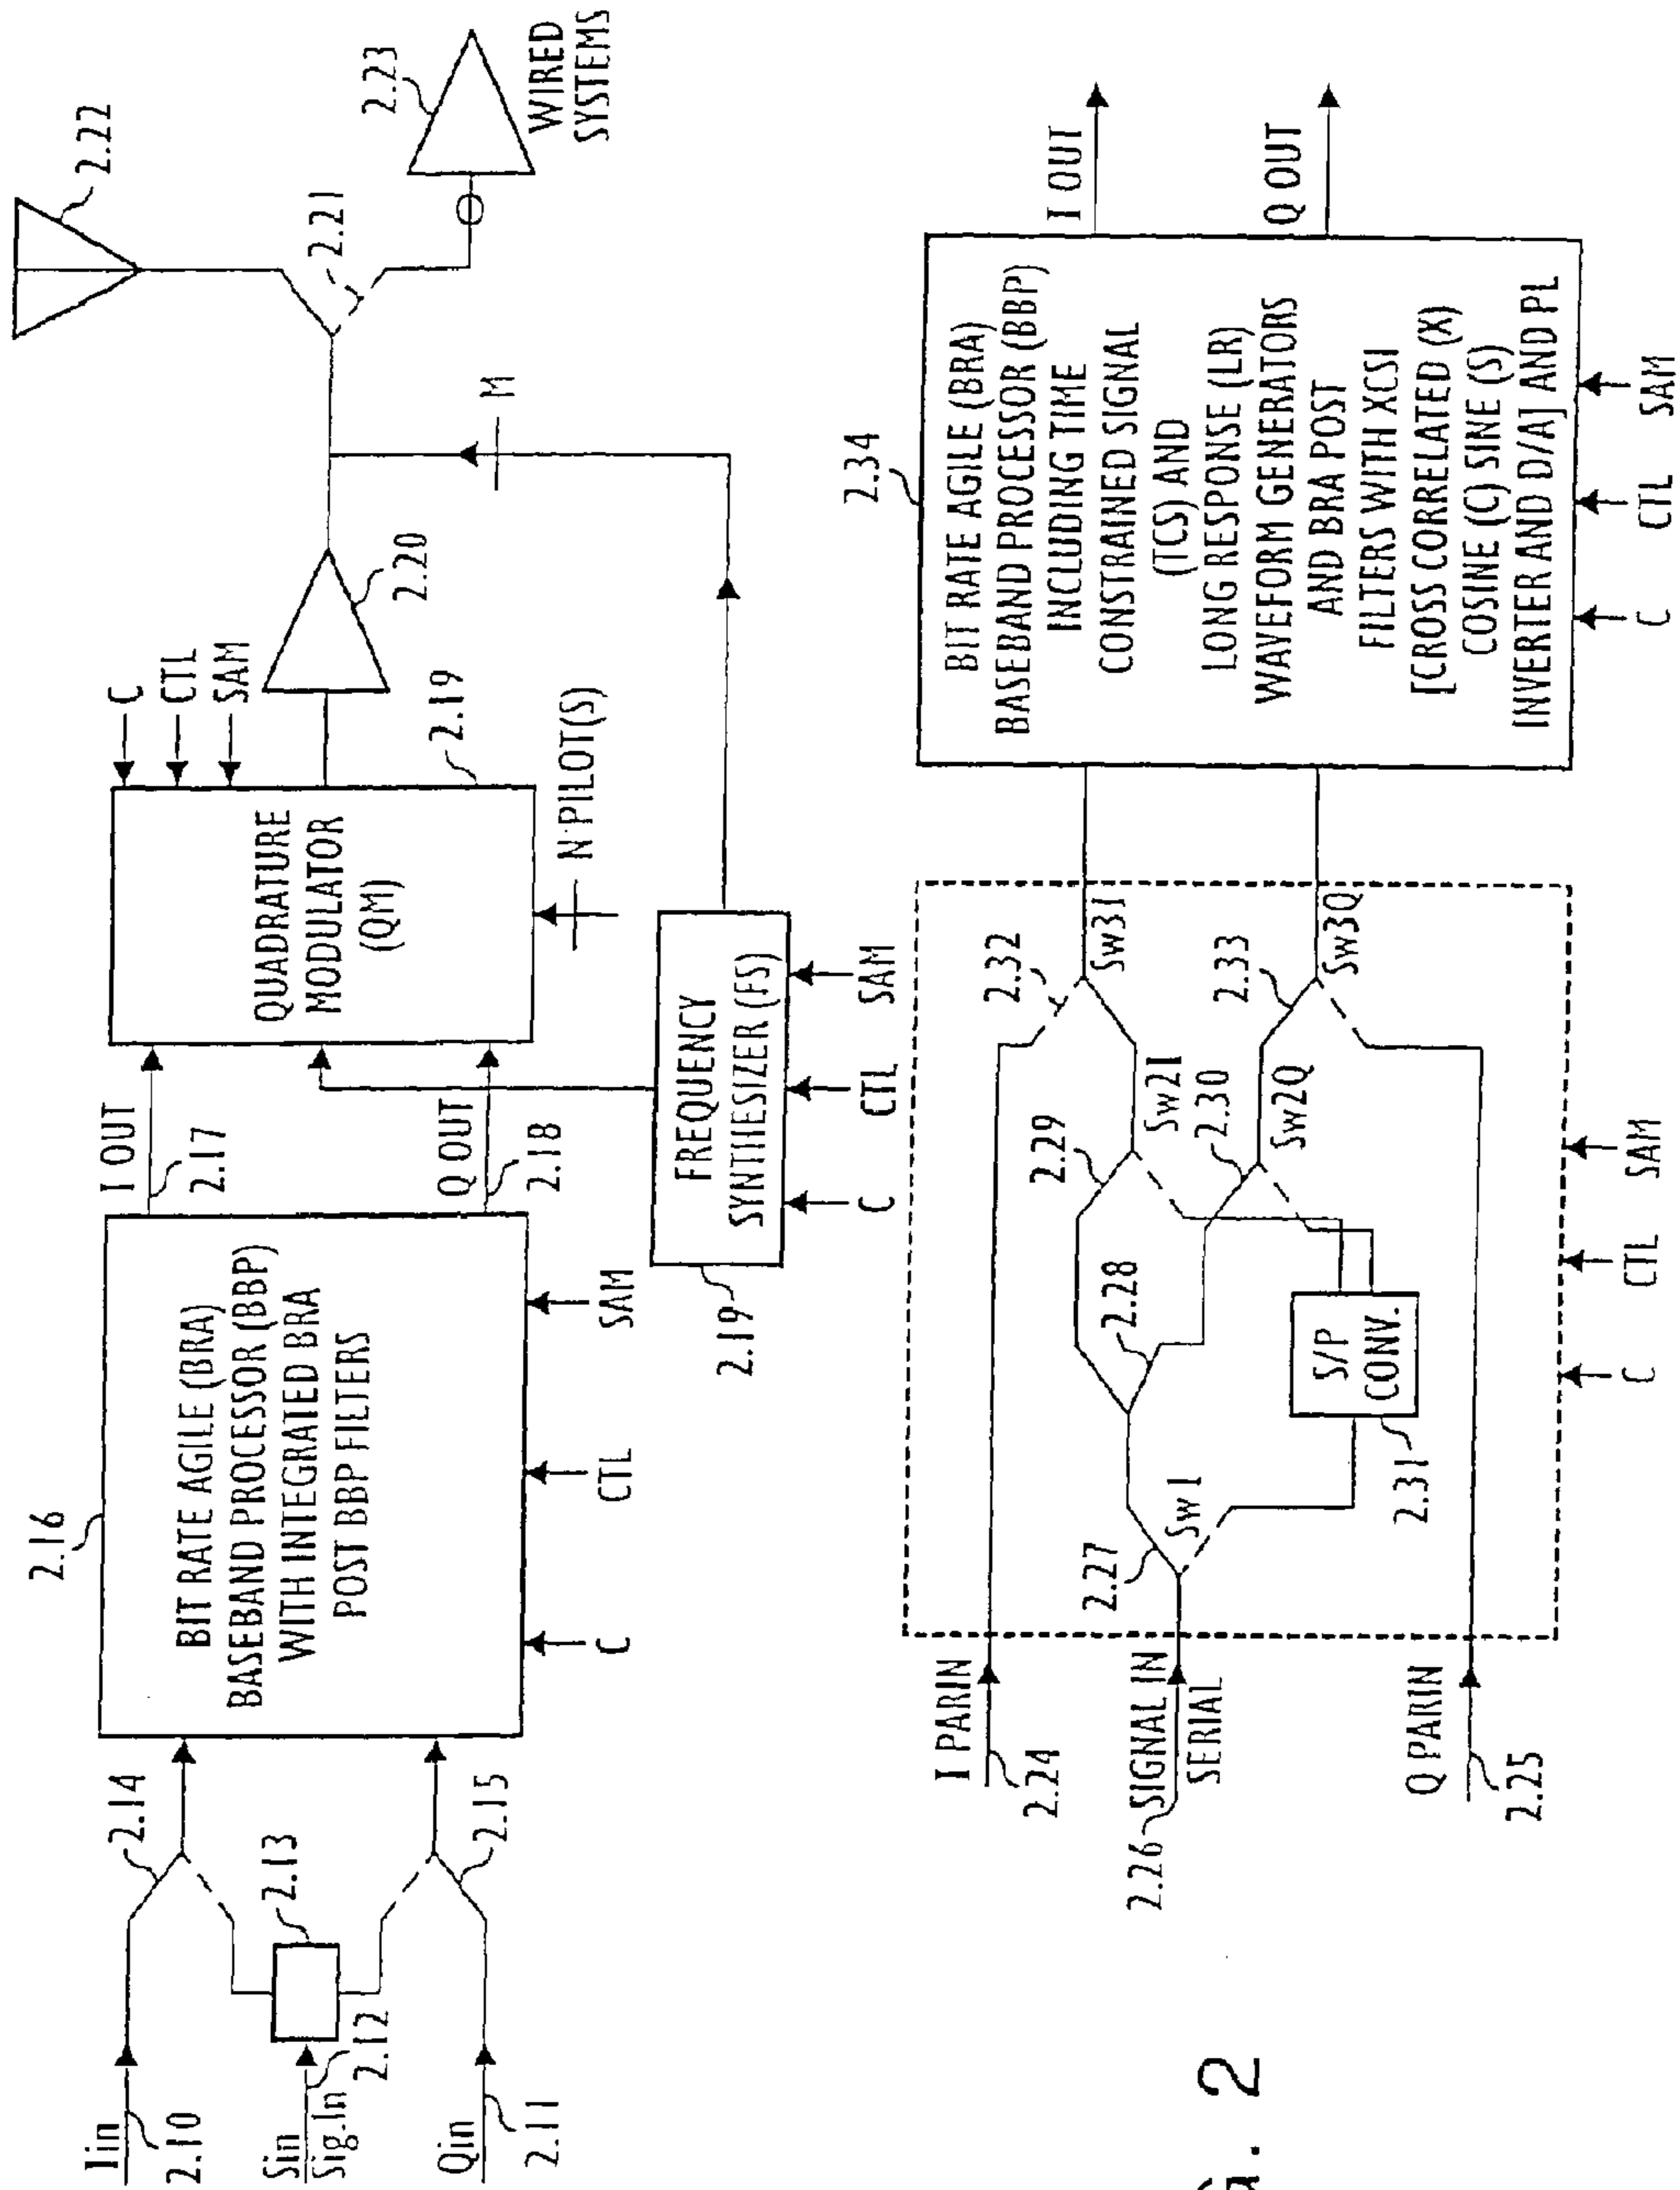 Iin
2.10
Sin
Sig.In
2.12
Qin
2.11
2.13
2.14
2.15
2.16
BIT RATE AGILE (BRA)
BASEBAND PROCESSOR (BBP)
WITH INTEGRATED BRA
POST BBP FILTERS
C
CTL
SAM
I OUT
2.17
Q OUT
2.18
QUADRATURE
MODULATOR
(QM)
C
CTL
SAM
2.19
N PILOT(S)
FREQUENCY
SYNTHESIZER (FS)
2.19
C
CTL
SAM
2.20
M
2.21
2.22
2.23
WIRED
SYSTEMS
I PARIN
2.24
2.26
SIGNAL IN
SERIAL
Q PARIN
2.25
2.27
Sw1
2.28
2.29
Sw2I
2.30
Sw2Q
S/P
CONV.
2.31
2.32
Sw3I
2.33
Sw3Q
C
CTL
SAM
2.34
BIT RATE AGILE (BRA)
BASEBAND PROCESSOR (BBP)
INCLUDING TIME
CONSTRAINED SIGNAL
(TCS) AND
LONG RESPONSE (LR)
WAVEFORM GENERATORS
AND BRA POST
FILTERS WITH XCSI
[CROSS CORRELATED (X)
COSINE (C) SINE (S)
INVERTER AND D/A] AND PL
C
CTL
SAM
I OUT
Q OUT
G. 2